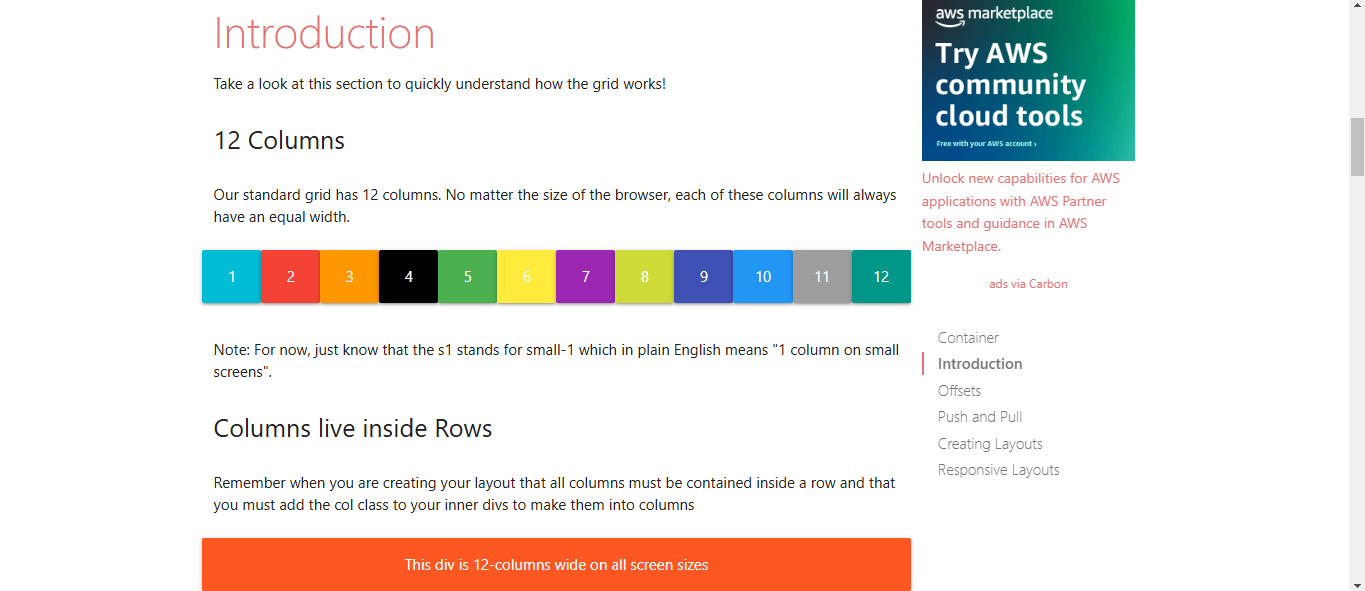 Introduction
Take a look at this section to quickly understand how the grid works!
12 Columns
Our standard grid has 12 columns. No matter the size of the browser, each of these columns will always
have an equal width.
1 2 3 4 5 6 7 8 9 10 11 12
Note: For now, just know that the s1 stands for small-1 which in plain English means "1 column on small
screens".
Columns live inside Rows
Remember when you are creating your layout that all columns must be contained inside a row and that
you must add the col class to your inner divs to make them into columns
This div is 12-columns wide on all screen sizes
aws marketplace
Try AWS
community
cloud tools
Free with your AWS account ›
Unlock new capabilities for AWS
applications with AWS Partner
tools and guidance in AWS
Marketplace.
ads via Carbon
Container
Introduction
Offsets
Push and Pull
Creating Layouts
Responsive Layouts